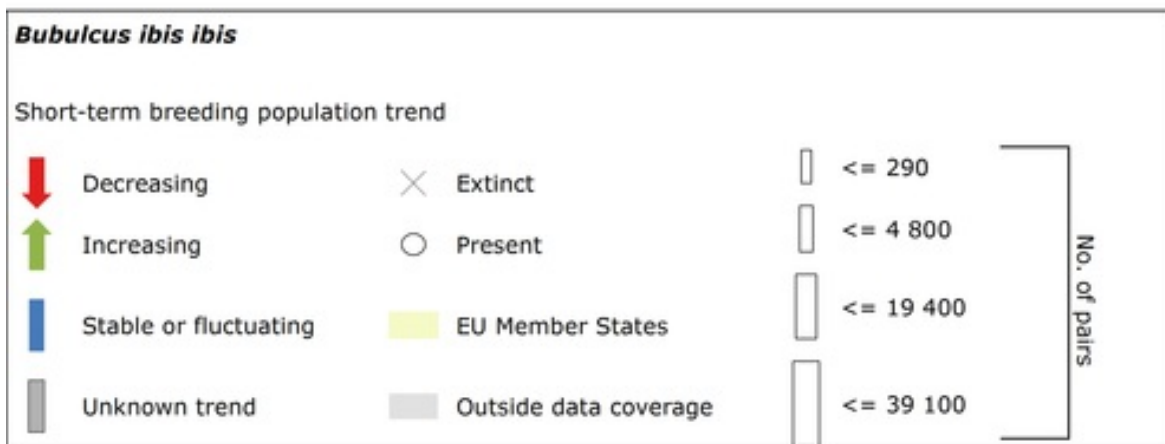 Bubulcus ibis ibis
Short-term breeding population trend
Decreasing
Increasing
Stable or fluctuating
Unknown trend
Extinct
Present
EU Member States
Outside data coverage
<= 290
<= 4 800
<= 19 400
<= 39 100
No. of pairs